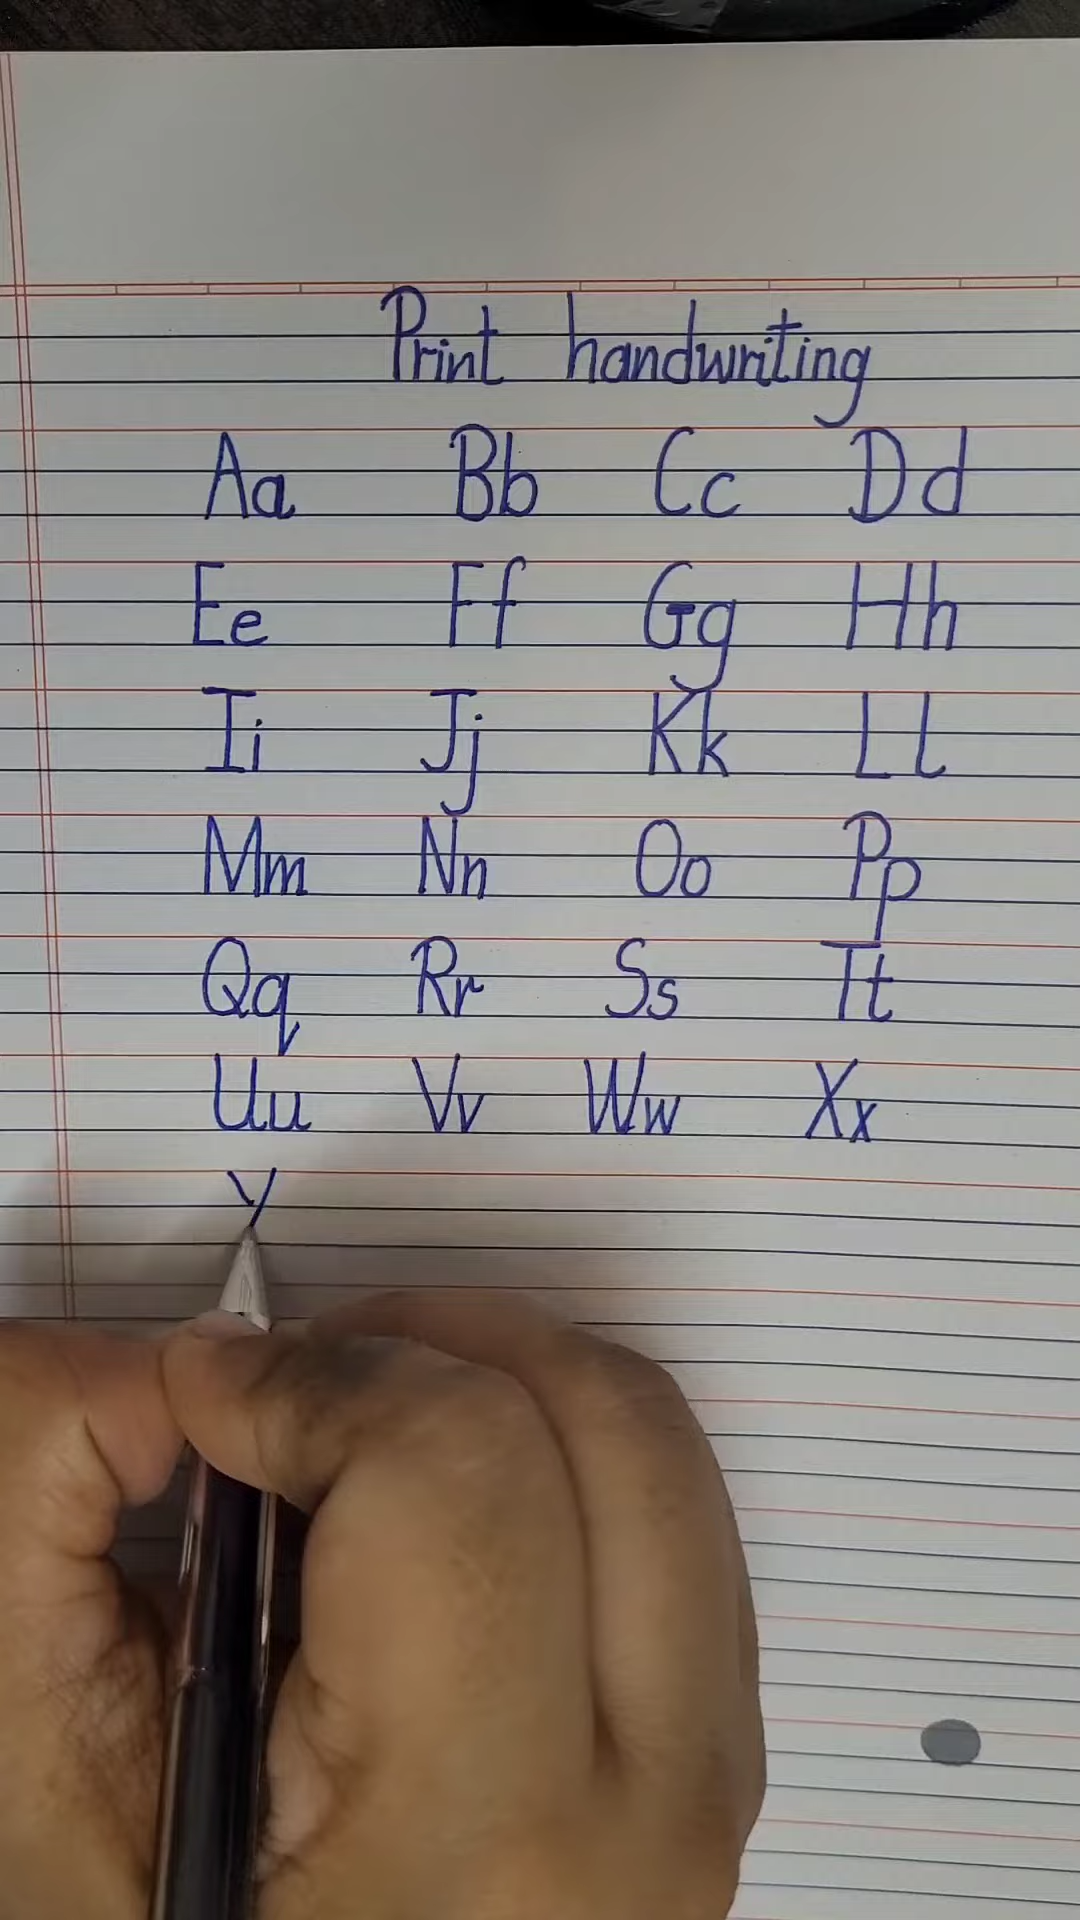 Print handwriting
Aa Bb Cc Dd
Ee Ff Gg Hh
Ii Jj Kk Ll
Mm Nn Oo Pp
Qq Rr Ss Tt
Uu Vv Ww Xx
Y